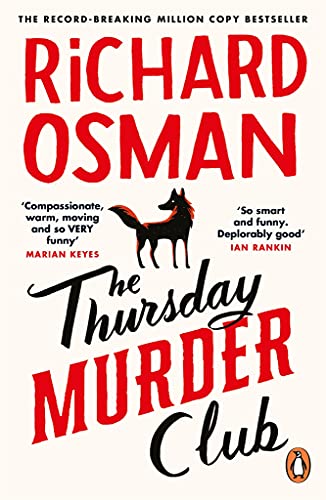 THE RECORD-BREAKING MILLION COPY BESTSELLER
RiCHARD
OSMAN
‘Compassionate,
warm, moving
and so VERY
funny’
MARIAN KEYES
‘So smart
and funny.
Deplorably good’
IAN RANKIN
The
Thursday
MURDER
Club